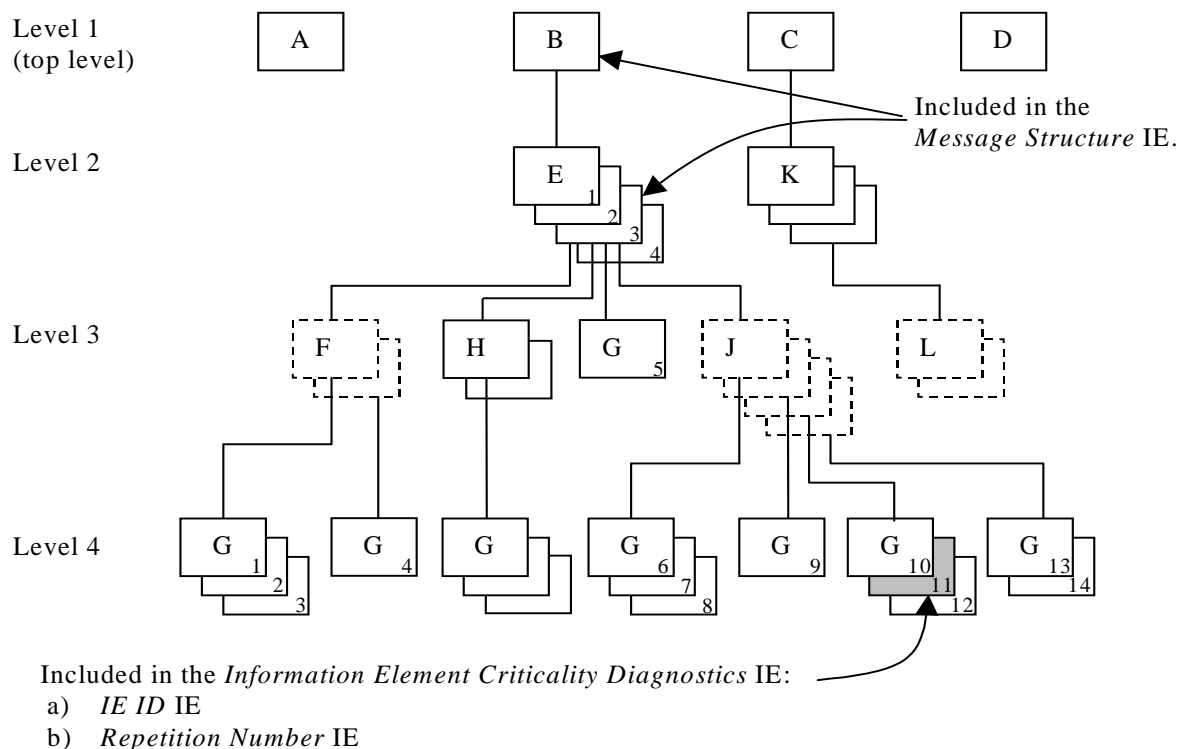 Level 1
(top level)
A
B
C
D
Included in the
Message Structure IE.
Level 2
E
1
2
3
4
K
Level 3
F
H
G
5
J
L
Level 4
G
1
2
3
G
4
G
G
6
7
8
G
9
G
10
11
12
G
13
14
Included in the Information Element Criticality Diagnostics IE:
a) IE ID IE
b) Repetition Number IE